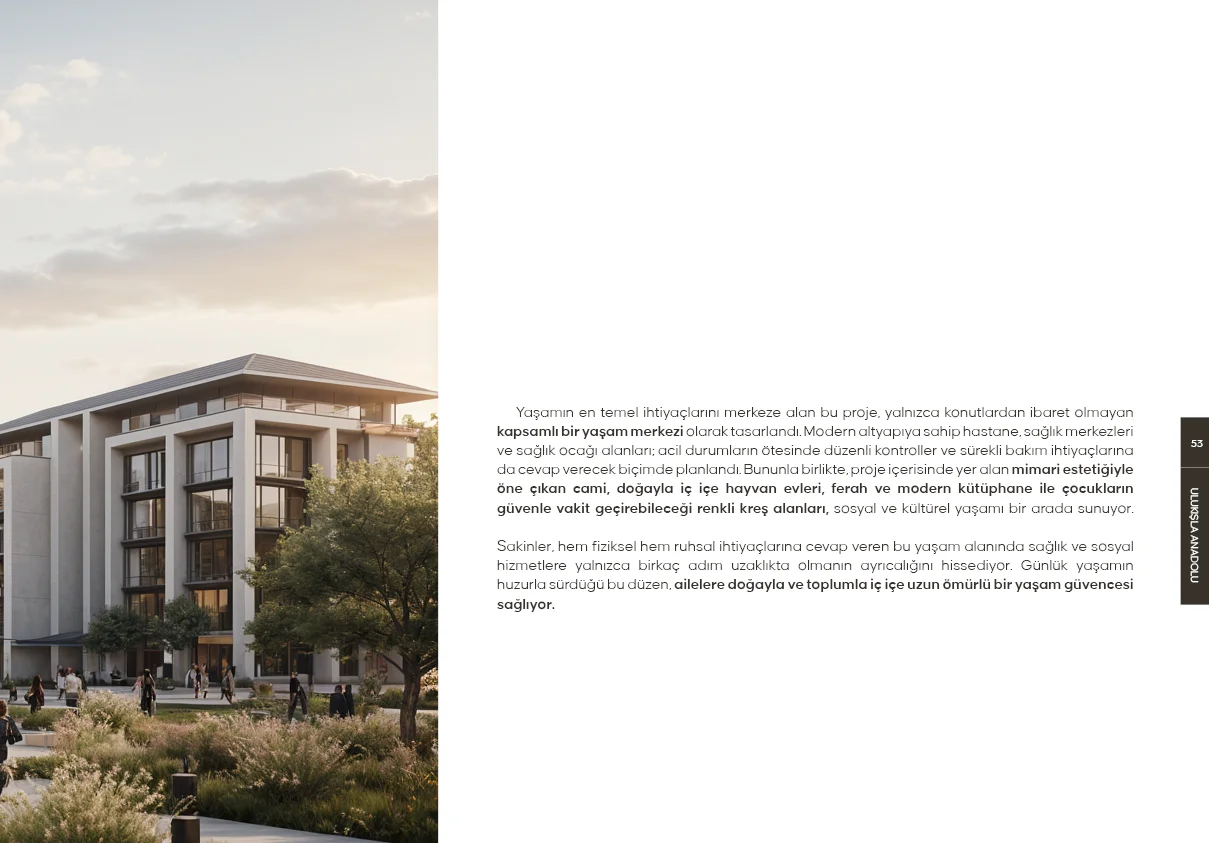 Yaşamın en temel ihtiyaçlarını merkeze alan bu proje, yalnızca konutlardan ibaret olmayan
kapsamlı bir yaşam merkezi olarak tasarlandı. Modern altyapıya sahip hastane, sağlık merkezleri
ve sağlık ocağı alanları; acil durumların ötesinde düzenli kontroller ve sürekli bakım ihtiyaçlarına
da cevap verecek biçimde planlandı. Bununla birlikte, proje içerisinde yer alan mimari estetiğiyle
öne çıkan cami, doğayla iç içe hayvan evleri, ferah ve modern kütüphane ile çocukların
güvenle vakit geçirebileceği renkli kreş alanları, sosyal ve kültürel yaşamı bir arada sunuyor.
Sakinler, hem fiziksel hem ruhsal ihtiyaçlarına cevap veren bu yaşam alanında sağlık ve sosyal
hizmetlere yalnızca birkaç adım uzaklıkta olmanın ayrıcalığını hissediyor. Günlük yaşamın
huzurla sürdüğü bu düzen, ailelere doğayla ve toplumla iç içe uzun ömürlü bir yaşam güvencesi
sağlıyor.
53
ULUKIŞLA ANADOLU